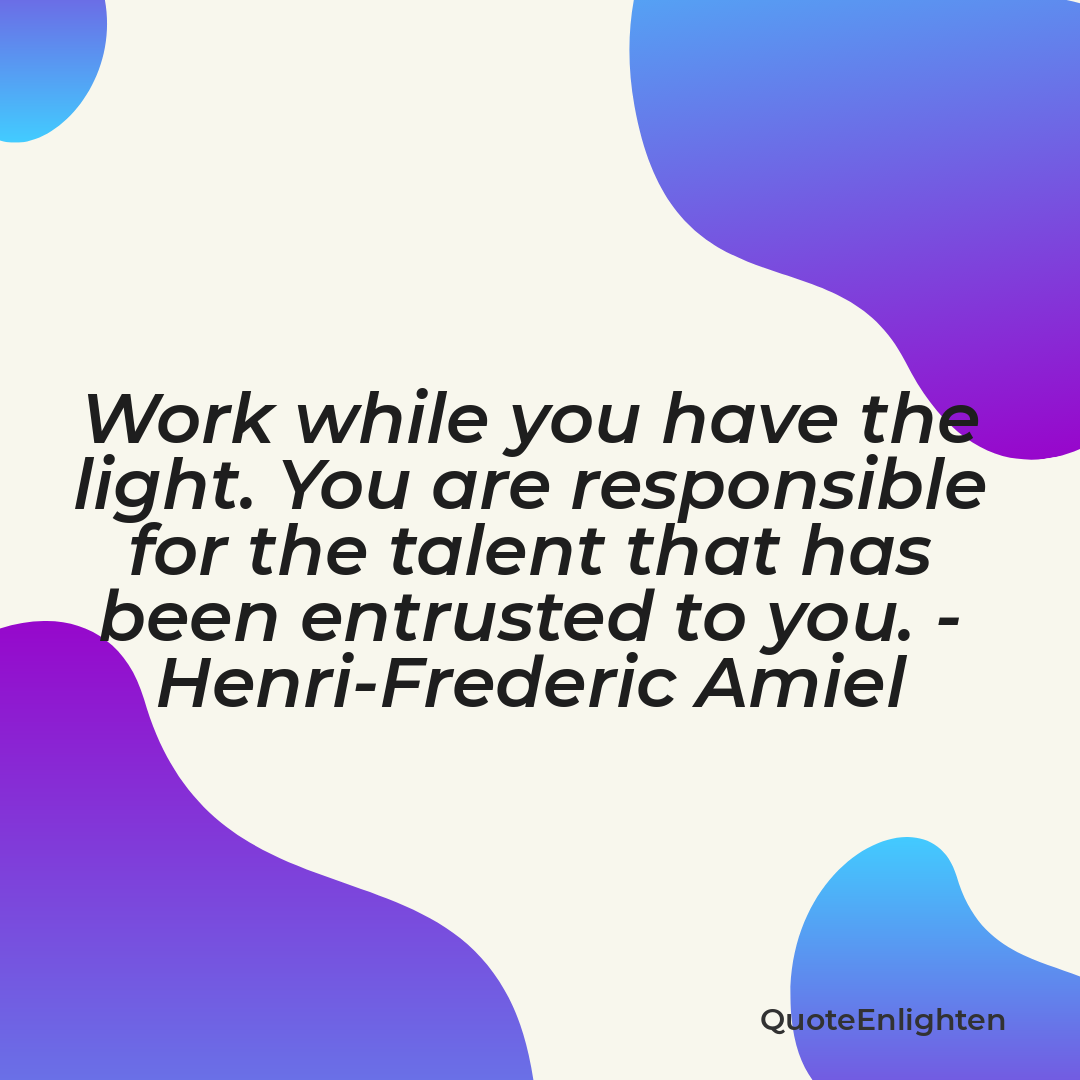 Work while you have the
light. You are responsible
for the talent that has
been entrusted to you. -
Henri-Frederic Amiel
QuoteEnlighten